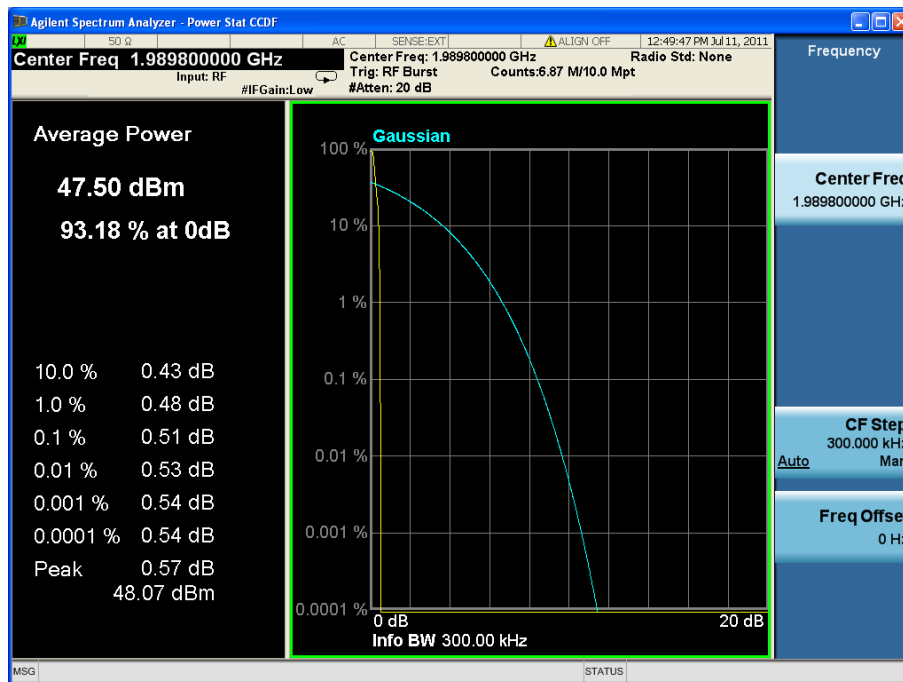 Agilent Spectrum Analyzer - Power Stat CCDF
LXI 50 Ω AC SENSE:EXT ALIGN OFF 12:49:47 PM Jul 11, 2011
Center Freq 1.989800000 GHz
Input: RF
#IFGain:Low
Center Freq: 1.989800000 GHz Radio Std: None
Trig: RF Burst Counts:6.87 M/10.0 Mpt
#Atten: 20 dB
Average Power
47.50 dBm
93.18 % at 0dB
10.0 % 0.43 dB
1.0 % 0.48 dB
0.1 % 0.51 dB
0.01 % 0.53 dB
0.001 % 0.54 dB
0.0001 % 0.54 dB
Peak 0.57 dB
48.07 dBm
Gaussian
100 %
10 %
1 %
0.1 %
0.01 %
0.001 %
0.0001 %
0 dB 20 dB
Info BW 300.00 kHz
Frequency
Center Freq
1.989800000 GHz
CF Step
300.000 kHz
Auto Man
Freq Offset
0 Hz
MSG STATUS